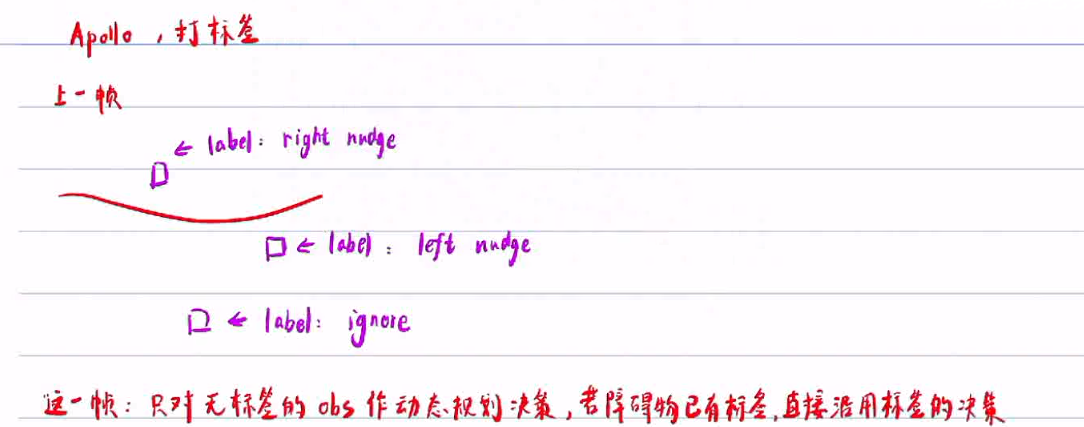 Apollo，打标签
上一帧
← label: right nudge
← label: left nudge
← label: ignore
这一帧: 只对无标签的 obs 作动态规划决策,若障碍物已有标签,直接沿用标签的决策